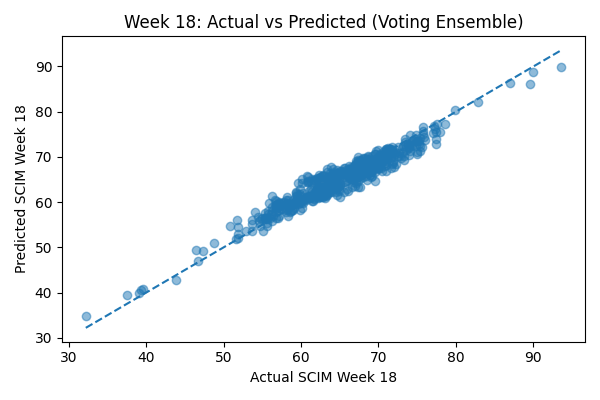 Week 18: Actual vs Predicted (Voting Ensemble)
Predicted SCIM Week 18
90
80
70
60
50
40
30
30 40 50 60 70 80 90
Actual SCIM Week 18